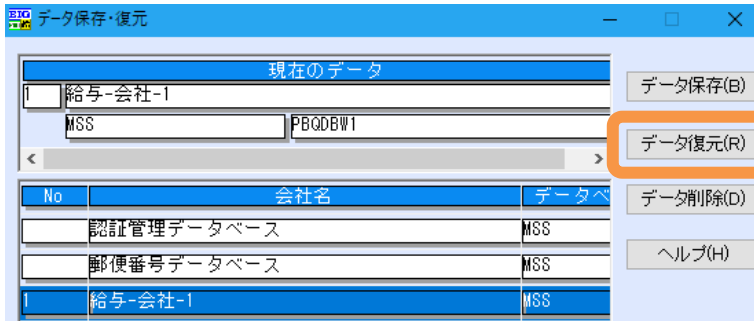 データ保存・復元
現在のデータ
1 給与-会社-1
MSS PBQDBW1
データ保存(B)
データ復元(R)
データ削除(D)
ヘルプ(H)
No 会社名 データベ
認証管理データベース MSS
郵便番号データベース MSS
1 給与-会社-1 MSS